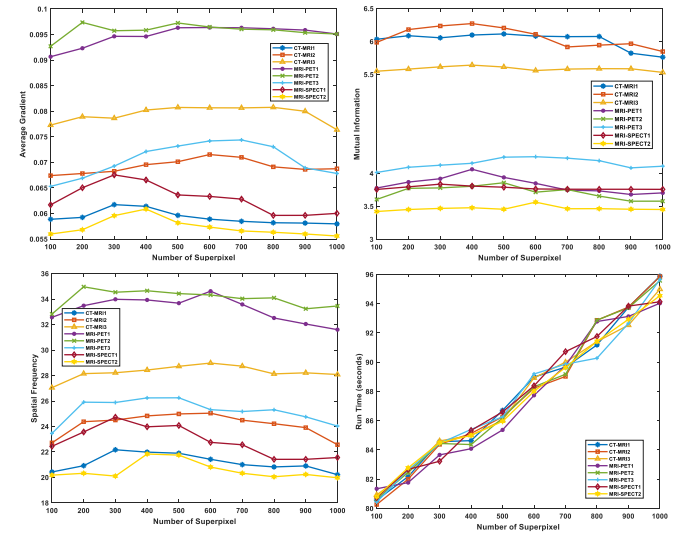 0.1
0.095
0.09
0.085
0.08
0.075
0.07
0.065
0.06
0.055
Average Gradient
CT-MRI1
CT-MRI2
CT-MRI3
MRI-PET1
MRI-PET2
MRI-PET3
MRI-SPECT1
MRI-SPECT2
100 200 300 400 500 600 700 800 900 1000
Number of Superpixel
6.5
6
5.5
4
3.5
3
Mutual Information
CT-MRI1
CT-MRI2
CT-MRI3
MRI-PET1
MRI-PET2
MRI-PET3
MRI-SPECT1
MRI-SPECT2
100 200 300 400 500 600 700 800 900 1000
Number of Superpixel
36
34
32
30
28
26
24
22
20
18
Spatial Frequency
CT-MRI1
CT-MRI2
CT-MRI3
MRI-PET1
MRI-PET2
MRI-PET3
MRI-SPECT1
MRI-SPECT2
100 200 300 400 500 600 700 800 900 1000
Number of Superpixel
96
94
92
90
88
86
84
82
80
Run Time (seconds)
CT-MRI1
CT-MRI2
CT-MRI3
MRI-PET1
MRI-PET2
MRI-PET3
MRI-SPECT1
MRI-SPECT2
100 200 300 400 500 600 700 800 900 1000
Number of Superpixel